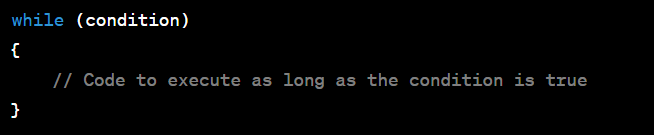 while (condition)
{
    // Code to execute as long as the condition is true
}